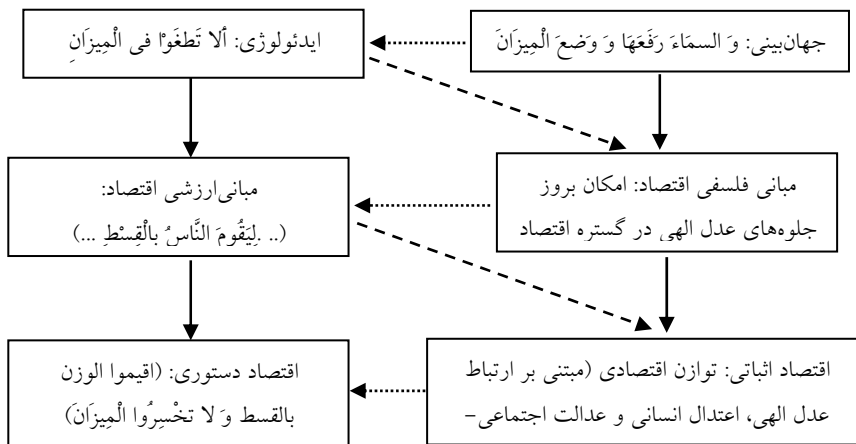 جهان‌بینی: وَ السمَاءَ رَفَعَهَا وَ وَضعَ الْمِیزَانَ
ایدئولوژی: ألا تَطغَوْا فی الْمِیزَانِ
مبانی فلسفی اقتصاد: امکان بروز
جلوه‌های عدل الهی در گستره اقتصاد
مبانی‌ارزشی اقتصاد:
(.. .لِیَقُومَ النَّاسُ بالْقِسْطِ ...)
اقتصاد اثباتی: توازن اقتصادی (مبتنی بر ارتباط
عدل الهی، اعتدال انسانی و عدالت اجتماعی-
اقتصاد دستوری: (اقیموا الوزن
بالقسط وَ لا تخْسِرُوا الْمِیزَانَ)